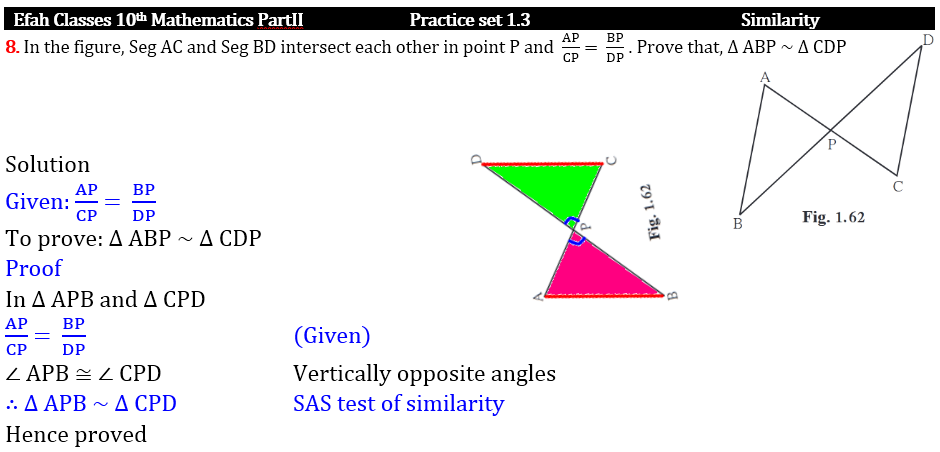 Efah Classes 10th Mathematics PartII Practice set 1.3 Similarity
8. In the figure, Seg AC and Seg BD intersect each other in point P and AP/CP = BP/DP . Prove that, Δ ABP ~ Δ CDP
D
A
P
C
B
Fig. 1.62
D
C
P
A
B
Fig. 1.62
Solution
Given: AP/CP = BP/DP
To prove: Δ ABP ~ Δ CDP
Proof
In Δ APB and Δ CPD
AP/CP = BP/DP (Given)
∠ APB ≅ ∠ CPD Vertically opposite angles
∴ Δ APB ~ Δ CPD SAS test of similarity
Hence proved